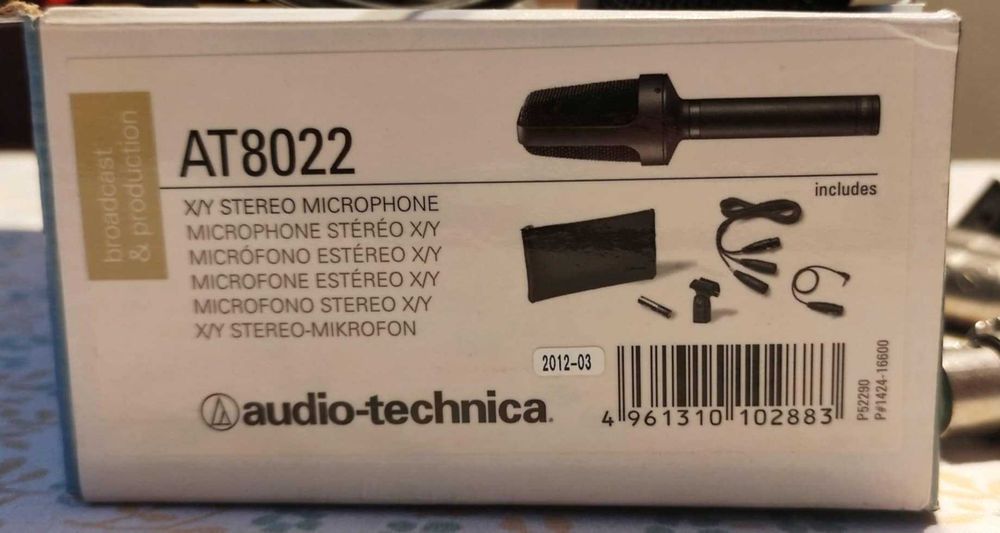 broadcast
& production
AT8022
X/Y STEREO MICROPHONE
MICROPHONE STÉRÉO X/Y
MICRÓFONO ESTÉREO X/Y
MICROFONE ESTÉREO X/Y
MICROFONO STEREO X/Y
X/Y STEREO-MIKROFON
audio-technica.
includes
2012-03
4 961310 102883
P52290
P#1424-16600